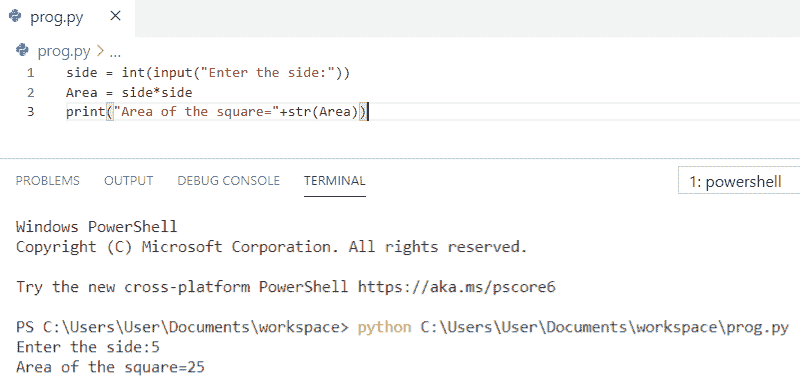 prog.py ×
prog.py > ...
1 side = int(input("Enter the side:"))
2 Area = side*side
3 print("Area of the square="+str(Area))
PROBLEMS OUTPUT DEBUG CONSOLE TERMINAL 1: powershell
Windows PowerShell
Copyright (C) Microsoft Corporation. All rights reserved.
Try the new cross-platform PowerShell https://aka.ms/pscore6
PS C:\Users\User\Documents\workspace> python C:\Users\User\Documents\workspace\prog.py
Enter the side:5
Area of the square=25